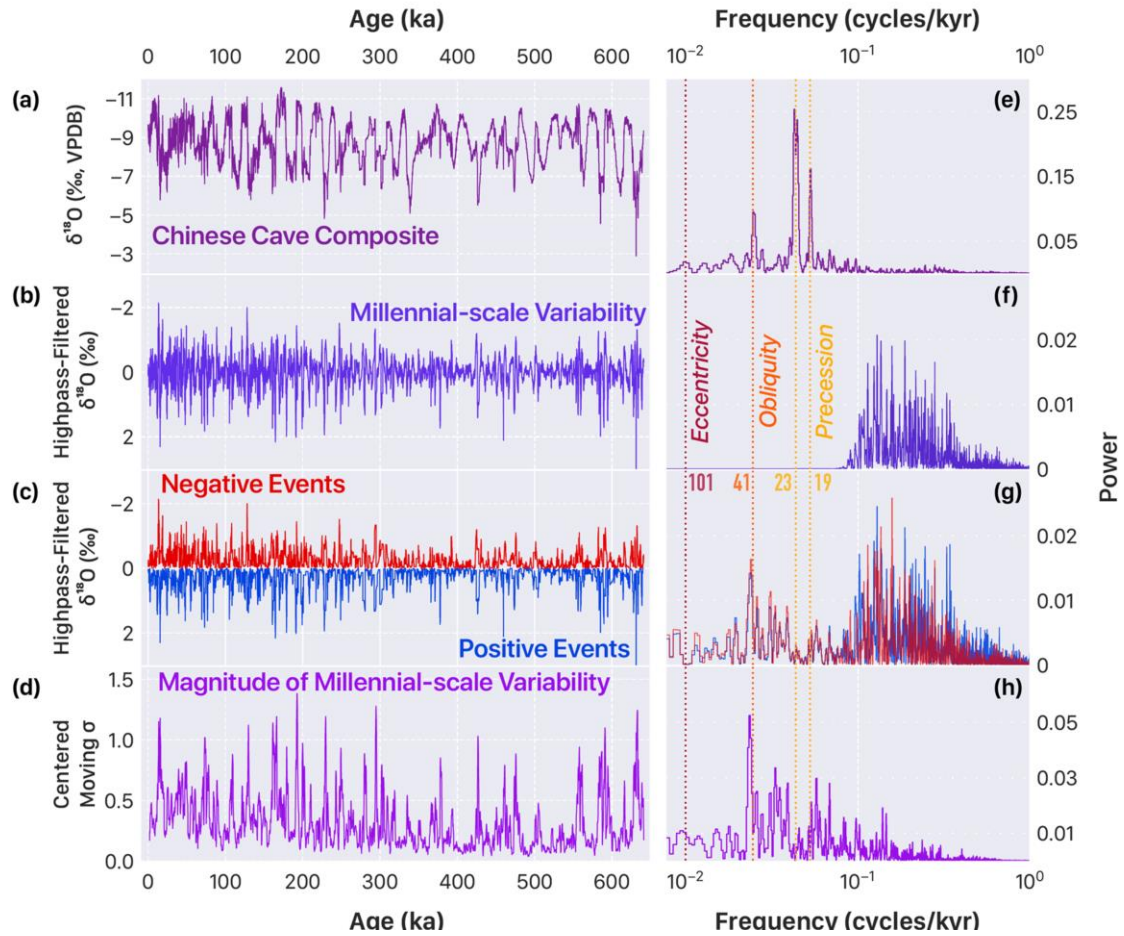 Age (ka)
Frequency (cycles/kyr)
0 100 200 300 400 500 600
10⁻² 10⁻¹ 10⁰
(a)
−11
−9
−7
−5
−3
δ¹⁸O (‰, VPDB)
Chinese Cave Composite
(e)
0.25
0.15
0.05
(b)
−2
0
2
Highpass-Filtered
δ¹⁸O (‰)
Millennial-scale Variability
(f)
0.02
0.01
0
Eccentricity
Obliquity
Precession
101 41 23 19
Power
(c)
−2
0
2
Highpass-Filtered
δ¹⁸O (‰)
Negative Events
Positive Events
(g)
0.02
0.01
0
(d)
1.5
1.0
0.5
0.0
Centered
Moving σ
Magnitude of Millennial-scale Variability
(h)
0.05
0.03
0.01
0 100 200 300 400 500 600
10⁻² 10⁻¹ 10⁰
Age (ka)
Frequency (cycles/kyr)